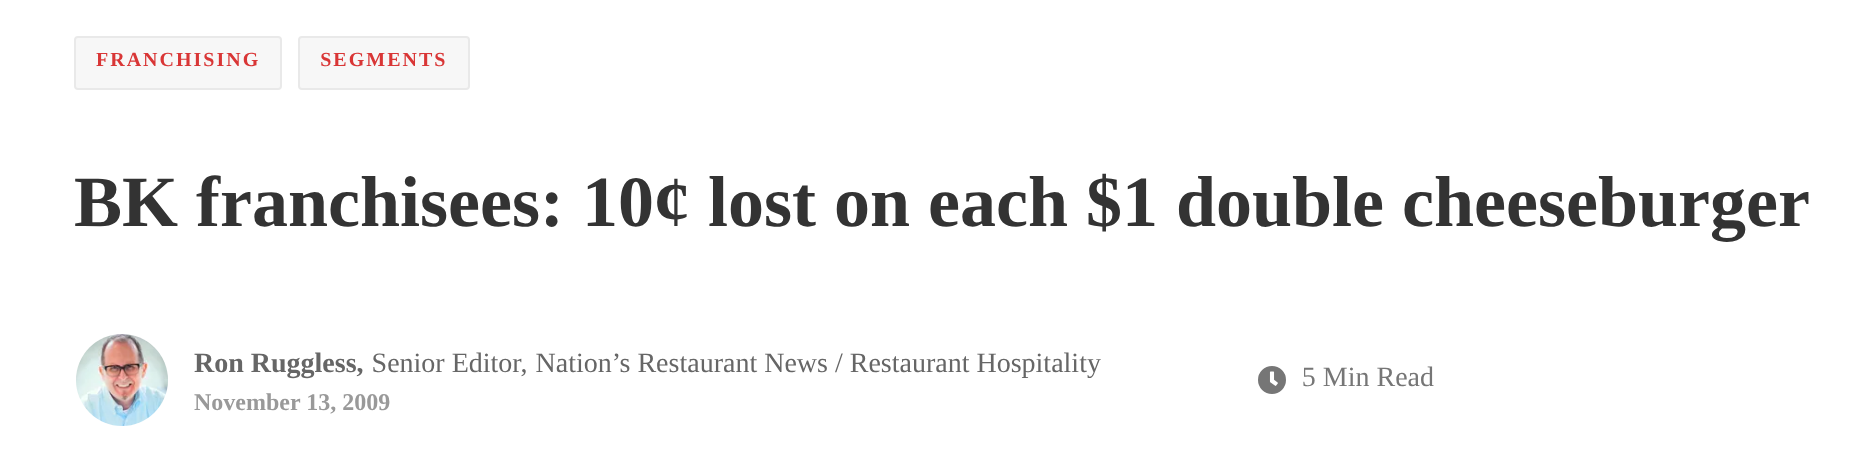 FRANCHISING SEGMENTS
BK franchisees: 10¢ lost on each $1 double cheeseburger
Ron Ruggless, Senior Editor, Nation’s Restaurant News / Restaurant Hospitality
November 13, 2009
5 Min Read